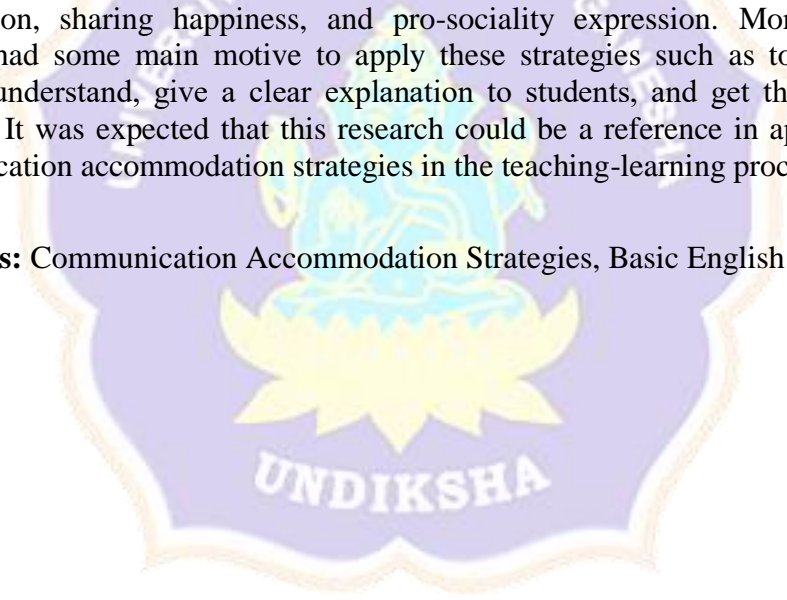 on, sharing happiness, and pro-sociality expression. Mor
had some main motive to apply these strategies such as to
understand, give a clear explanation to students, and get th
It was expected that this research could be a reference in ap
cation accommodation strategies in the teaching-learning proc
s: Communication Accommodation Strategies, Basic English
UNDIKSHA